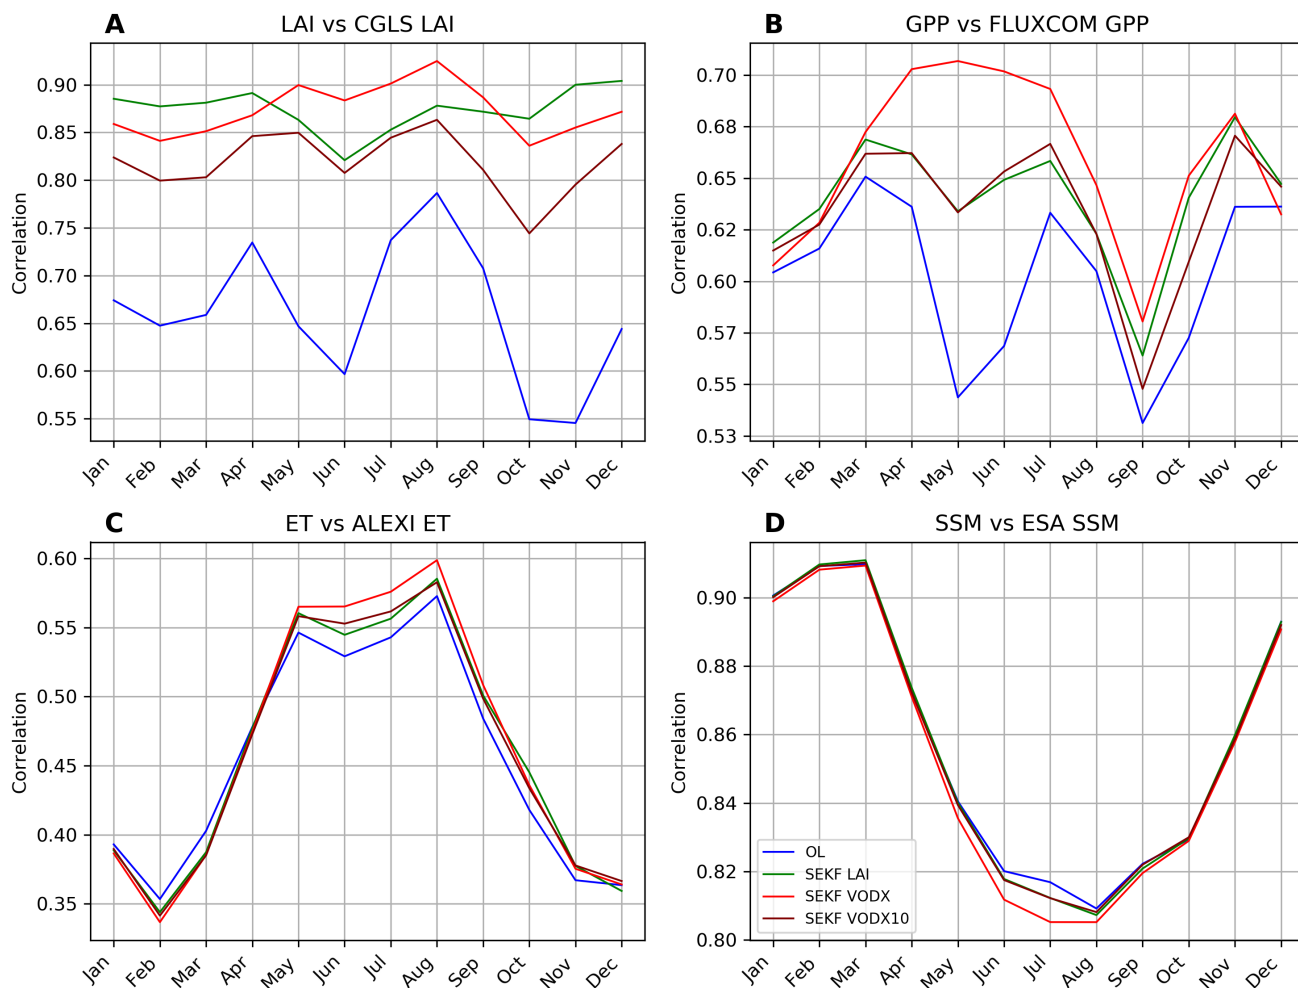 A
LAI vs CGLS LAI
Correlation
0.90
0.85
0.80
0.75
0.70
0.65
0.60
0.55
Jan
Feb
Mar
Apr
May
Jun
Jul
Aug
Sep
Oct
Nov
Dec
B
GPP vs FLUXCOM GPP
Correlation
0.70
0.68
0.65
0.62
0.60
0.57
0.55
0.53
Jan
Feb
Mar
Apr
May
Jun
Jul
Aug
Sep
Oct
Nov
Dec
C
ET vs ALEXI ET
Correlation
0.60
0.55
0.50
0.45
0.40
0.35
Jan
Feb
Mar
Apr
May
Jun
Jul
Aug
Sep
Oct
Nov
Dec
D
SSM vs ESA SSM
Correlation
0.90
0.88
0.86
0.84
0.82
0.80
OL
SEKF LAI
SEKF VODX
SEKF VODX10
Jan
Feb
Mar
Apr
May
Jun
Jul
Aug
Sep
Oct
Nov
Dec